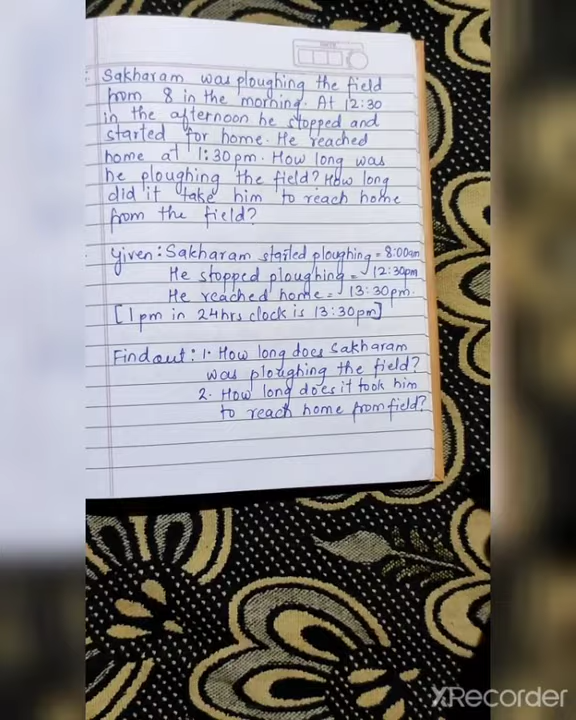 Sakharam was ploughing the field
from 8 in the morning. At 12:30
in the afternoon he stopped and
started for home. He reached
home at 1:30pm. How long was
he ploughing the field? How long
did it take him to reach home
from the field?
Given: Sakharam started ploughing = 8:00am
He stopped ploughing = 12:30pm
He reached home = 13:30pm.
[1pm in 24hrs clock is 13:30pm]
Findout: 1. How long does Sakharam
was ploughing the field?
2. How long does it took him
to reach home from field?
XRecorder